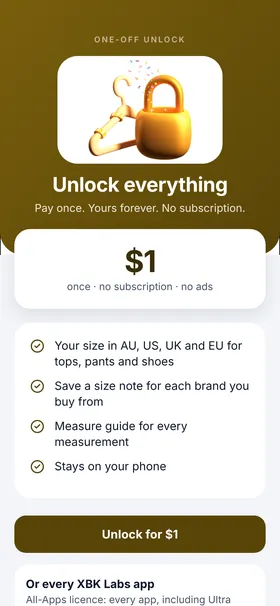 ONE-OFF UNLOCK
Unlock everything
Pay once. Yours forever. No subscription.
$1
once · no subscription · no ads
Your size in AU, US, UK and EU for
tops, pants and shoes
Save a size note for each brand you
buy from
Measure guide for every
measurement
Stays on your phone
Unlock for $1
Or every XBK Labs app
All-Apps licence: every app, including Ultra